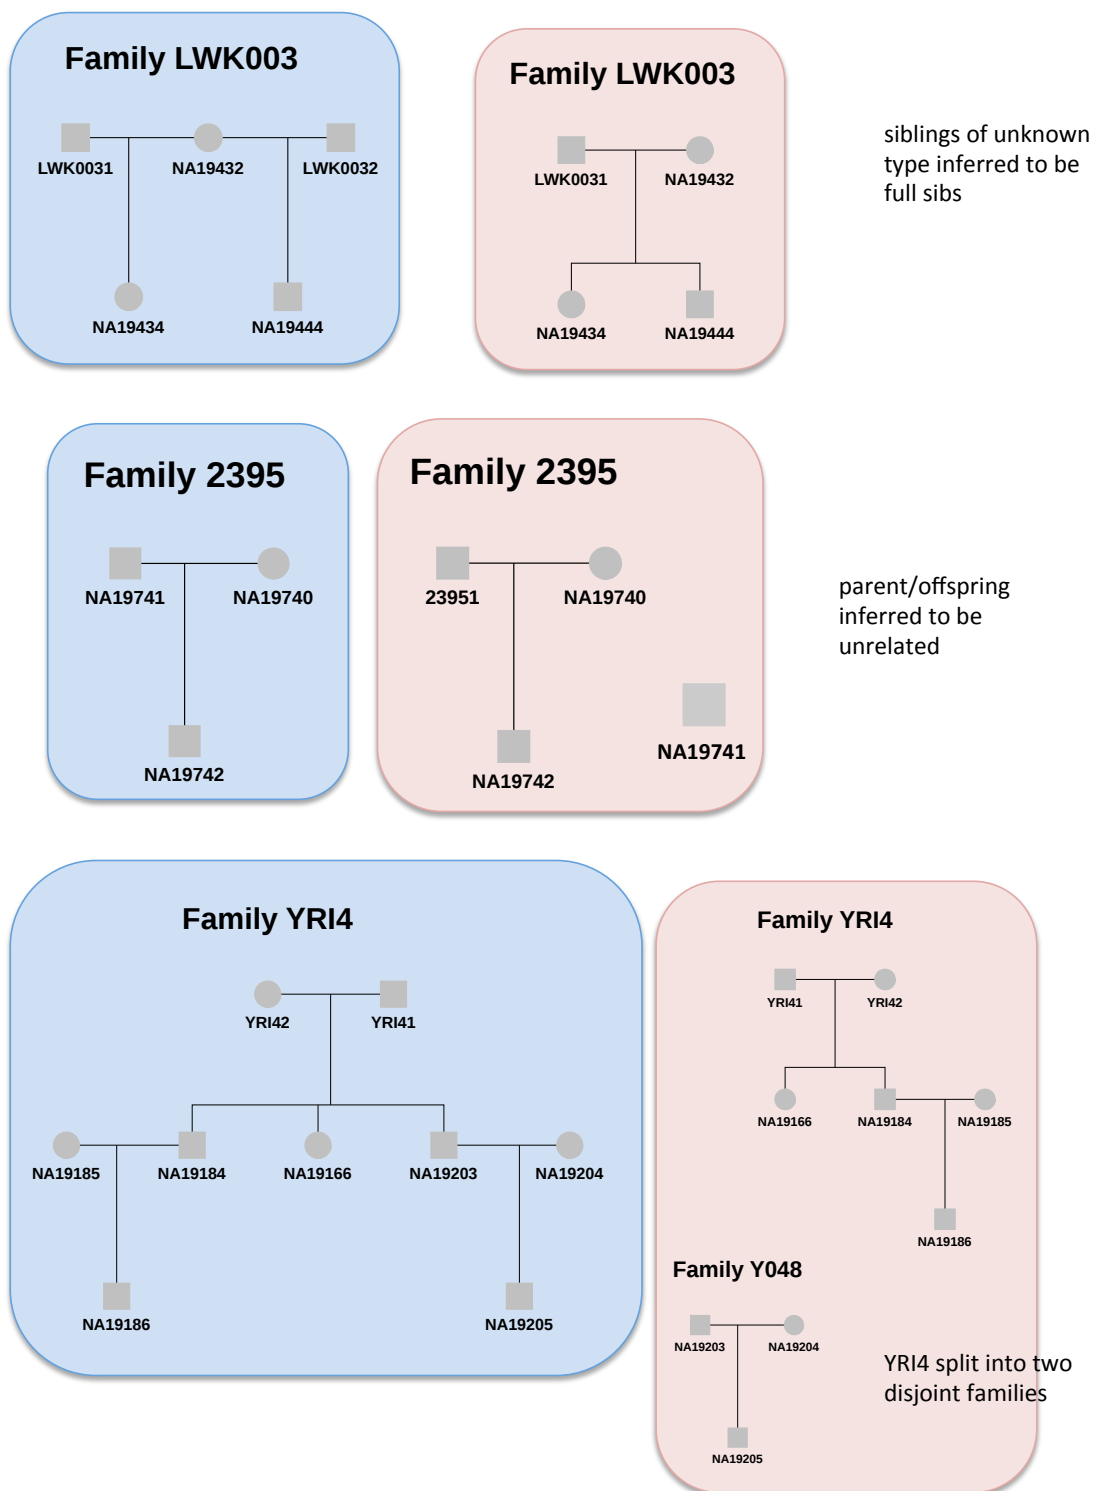 Family LWK003
LWK0031 NA19432 LWK0032
NA19434 NA19444
Family LWK003
LWK0031 NA19432
NA19434 NA19444
siblings of unknown
type inferred to be
full sibs
Family 2395
NA19741 NA19740
NA19742
Family 2395
23951 NA19740
NA19741
NA19742
parent/offspring
inferred to be
unrelated
Family YRI4
YRI42 YRI41
NA19185 NA19184 NA19166 NA19203 NA19204
NA19186 NA19205
Family YRI4
YRI41 YRI42
NA19166 NA19184 NA19185
NA19186
Family Y048
NA19203 NA19204
NA19205
YRI4 split into two
disjoint families